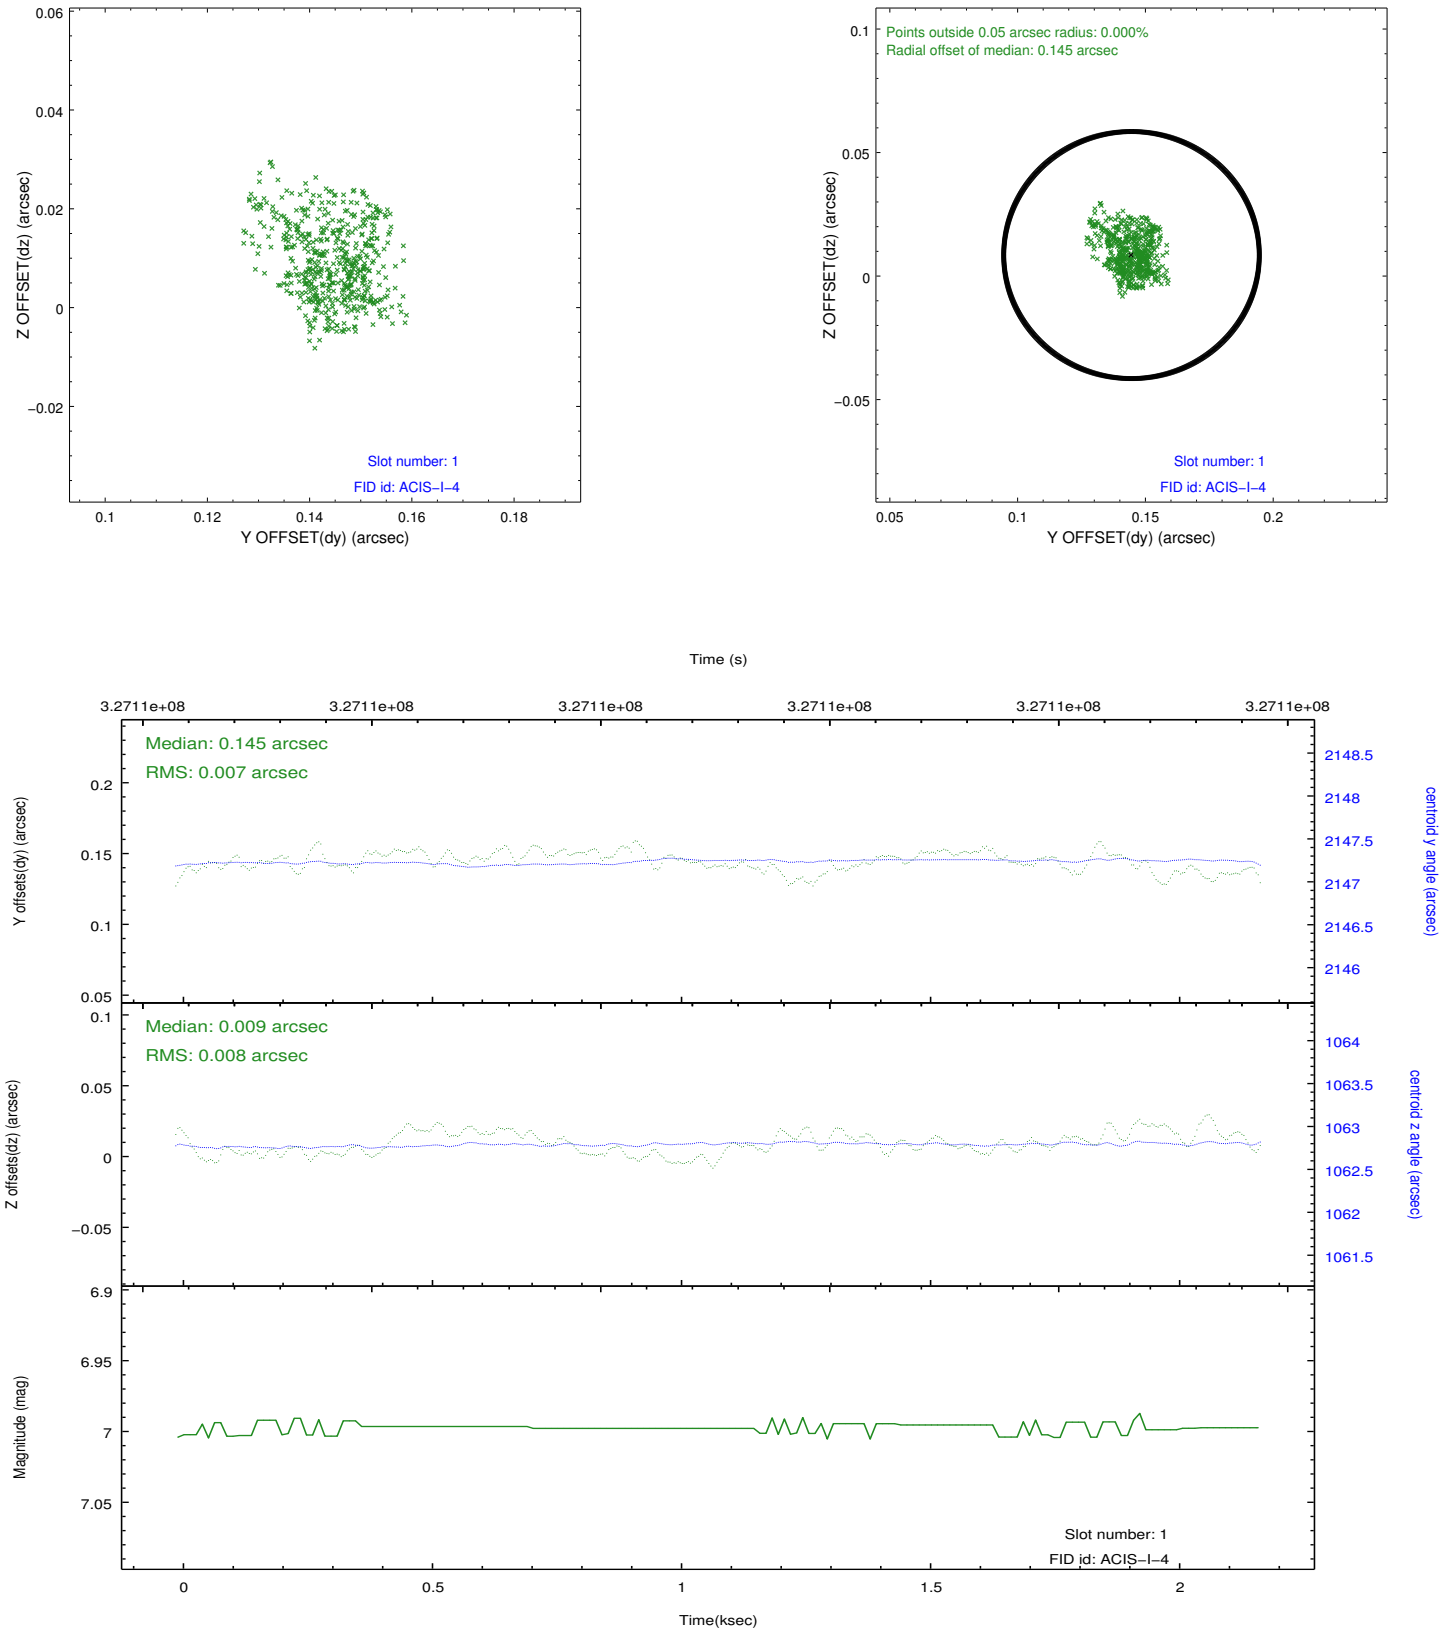 0.06
0.04
0.02
0
−0.02
Z OFFSET(dz) (arcsec)
Slot number: 1
FID id: ACIS−I−4
0.1 0.12 0.14 0.16 0.18
Y OFFSET(dy) (arcsec)
Points outside 0.05 arcsec radius: 0.000%
Radial offset of median: 0.145 arcsec
0.1
0.05
0
−0.05
Z OFFSET(dz) (arcsec)
Slot number: 1
FID id: ACIS−I−4
0.05 0.1 0.15 0.2
Y OFFSET(dy) (arcsec)
Time (s)
3.2711e+08 3.2711e+08 3.2711e+08 3.2711e+08 3.2711e+08 3.2711e+08
Median: 0.145 arcsec
RMS: 0.007 arcsec
0.2
0.15
0.1
0.05
Y offsets(dy) (arcsec)
2148.5
2148
2147.5
2147
2146.5
2146
centroid y angle (arcsec)
Median: 0.009 arcsec
RMS: 0.008 arcsec
0.1
0.05
0
−0.05
Z offsets(dz) (arcsec)
1064
1063.5
1063
1062.5
1062
1061.5
centroid z angle (arcsec)
6.9
6.95
7
7.05
Magnitude (mag)
Slot number: 1
FID id: ACIS−I−4
0 0.5 1 1.5 2
Time(ksec)